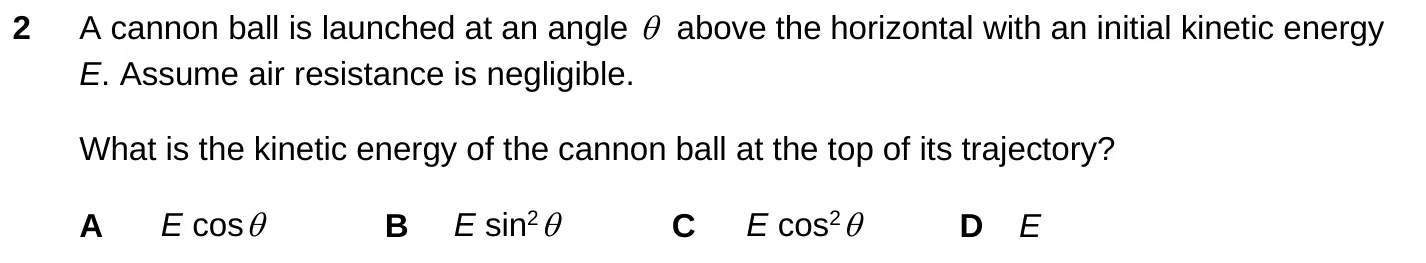 2 A cannon ball is launched at an angle θ above the horizontal with an initial kinetic energy
E. Assume air resistance is negligible.
What is the kinetic energy of the cannon ball at the top of its trajectory?
A E cos θ B E sin² θ C E cos² θ D E